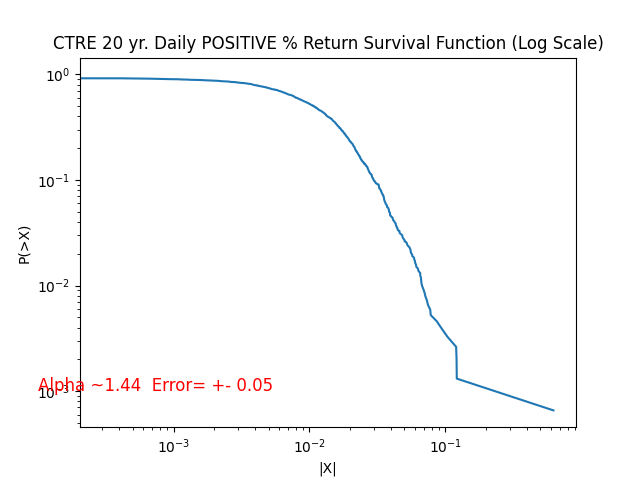 CTRE 20 yr. Daily POSITIVE % Return Survival Function (Log Scale)
10⁰
10⁻¹
10⁻²
10⁻³
P(>X)
Alpha ~1.44  Error= +- 0.05
10⁻³ 10⁻² 10⁻¹
|X|